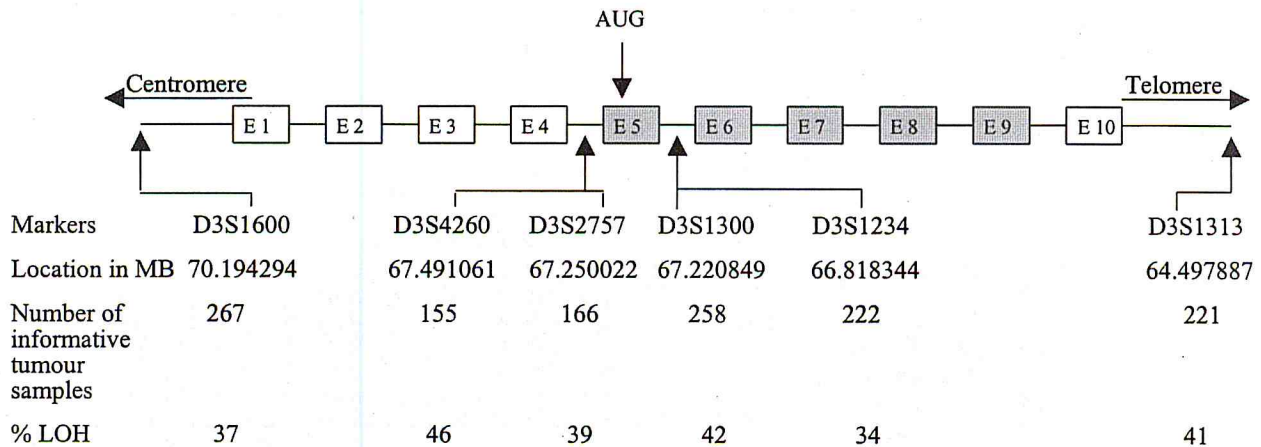 AUG
Centromere Telomere
E 1 E 2 E 3 E 4 E 5 E 6 E 7 E 8 E 9 E 10
Markers D3S1600 D3S4260 D3S2757 D3S1300 D3S1234 D3S1313
Location in MB 70.194294 67.491061 67.250022 67.220849 66.818344 64.497887
Number of 267 155 166 258 222 221
informative
tumour
samples
% LOH 37 46 39 42 34 41